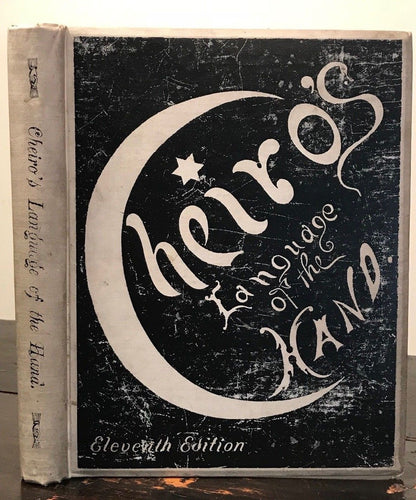 Cheiro's Language of the Hand.
Cheiro's
Language
of the
HAND.
Eleventh Edition